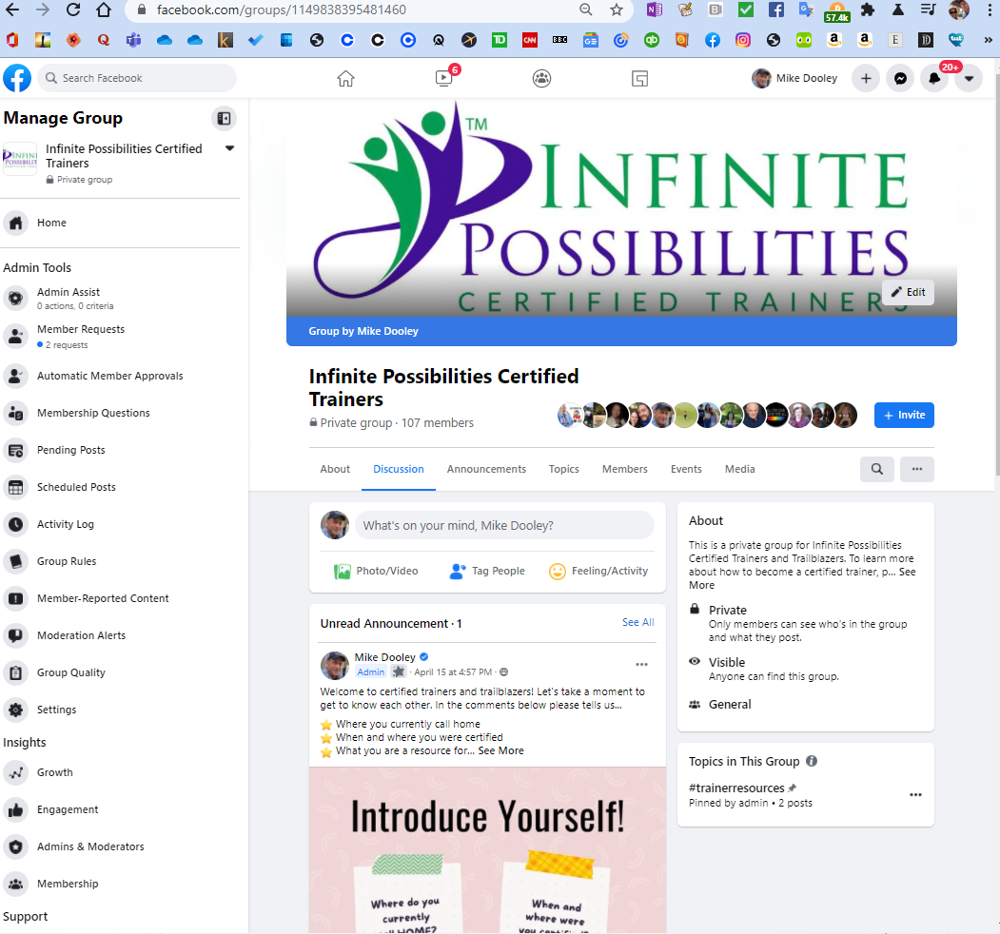 facebook.com/groups/1149838395481460
57.4k
TD
CNN
BBC
Search Facebook
6
Mike Dooley
20+
Manage Group
Infinite Possibilities Certified
Trainers
Private group
Home
Admin Tools
Admin Assist
0 actions, 0 criteria
Member Requests
2 requests
Automatic Member Approvals
Membership Questions
Pending Posts
Scheduled Posts
Activity Log
Group Rules
Member-Reported Content
Moderation Alerts
Group Quality
Settings
Insights
Growth
Engagement
Admins & Moderators
Membership
Support
TM
INFINITE
POSSIBILITIES
CERTIFIED TRAINERS
Edit
Group by Mike Dooley
Infinite Possibilities Certified
Trainers
Private group · 107 members
+ Invite
About
Discussion
Announcements
Topics
Members
Events
Media
What's on your mind, Mike Dooley?
Photo/Video
Tag People
Feeling/Activity
Unread Announcement · 1
See All
Mike Dooley
Admin · April 15 at 4:57 PM ·
Welcome to certified trainers and trailblazers! Let's take a moment to
get to know each other. In the comments below please tells us...
⭐ Where you currently call home
⭐ When and where you were certified
⭐ What you are a resource for... See More
Introduce Yourself!
Where do you
currently
HOME?
When and
where were
About
This is a private group for Infinite Possibilities
Certified Trainers and Trailblazers. To learn more
about how to become a certified trainer, p... See
More
Private
Only members can see who's in the group
and what they post.
Visible
Anyone can find this group.
General
Topics in This Group
#trainerresources
Pinned by admin • 2 posts